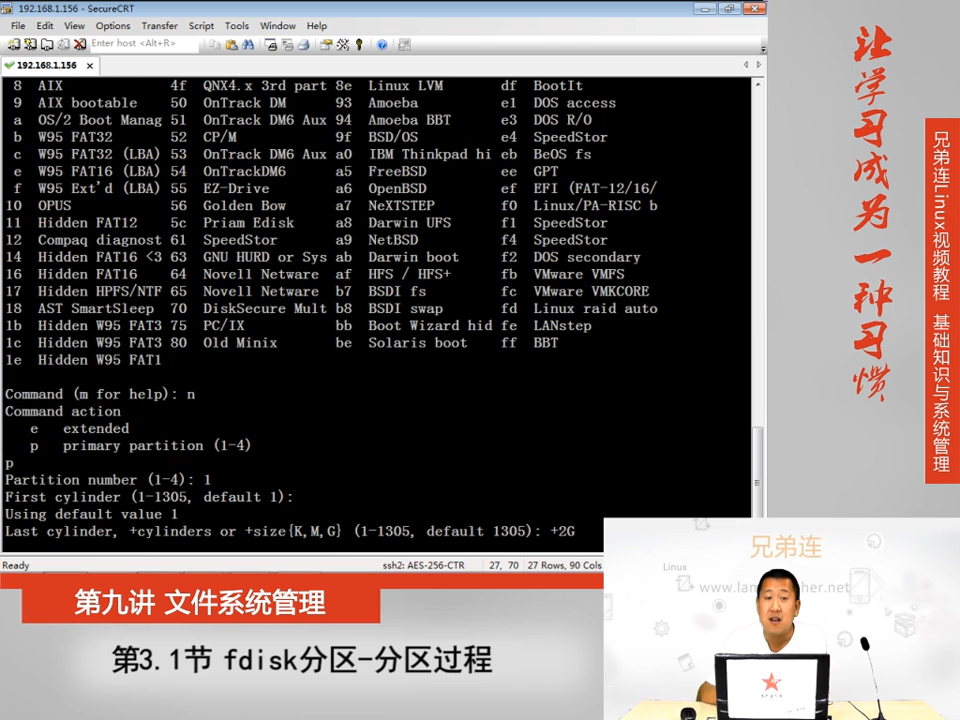 192.168.1.156 - SecureCRT
File Edit View Options Transfer Script Tools Window Help
Enter host <Alt+R>
192.168.1.156
8 AIX 4f QNX4.x 3rd part 8e Linux LVM df BootIt
9 AIX bootable 50 OnTrack DM 93 Amoeba e1 DOS access
a OS/2 Boot Manag 51 OnTrack DM6 Aux 94 Amoeba BBT e3 DOS R/O
b W95 FAT32 52 CP/M 9f BSD/OS e4 SpeedStor
c W95 FAT32 (LBA) 53 OnTrack DM6 Aux a0 IBM Thinkpad hi eb BeOS fs
e W95 FAT16 (LBA) 54 OnTrackDM6 a5 FreeBSD ee GPT
f W95 Ext'd (LBA) 55 EZ-Drive a6 OpenBSD ef EFI (FAT-12/16/
10 OPUS 56 Golden Bow a7 NeXTSTEP f0 Linux/PA-RISC b
11 Hidden FAT12 5c Priam Edisk a8 Darwin UFS f1 SpeedStor
12 Compaq diagnost 61 SpeedStor a9 NetBSD f4 SpeedStor
14 Hidden FAT16 <3 63 GNU HURD or Sys ab Darwin boot f2 DOS secondary
16 Hidden FAT16 64 Novell Netware af HFS / HFS+ fb VMware VMFS
17 Hidden HPFS/NTF 65 Novell Netware b7 BSDI fs fc VMware VMKCORE
18 AST SmartSleep 70 DiskSecure Mult b8 BSDI swap fd Linux raid auto
1b Hidden W95 FAT3 75 PC/IX bb Boot Wizard hid fe LANstep
1c Hidden W95 FAT3 80 Old Minix be Solaris boot ff BBT
1e Hidden W95 FAT1
Command (m for help): n
Command action
e extended
p primary partition (1-4)
p
Partition number (1-4): 1
First cylinder (1-1305, default 1):
Using default value 1
Last cylinder, +cylinders or +size{K,M,G} (1-1305, default 1305): +2G
Ready ssh2: AES-256-CTR 27, 70 27 Rows, 90 Cols
让学习成为一种习惯
兄弟连Linux视频教程 基础知识与系统管理
第九讲 文件系统管理
第3.1节 fdisk分区-分区过程
兄弟连
Linux